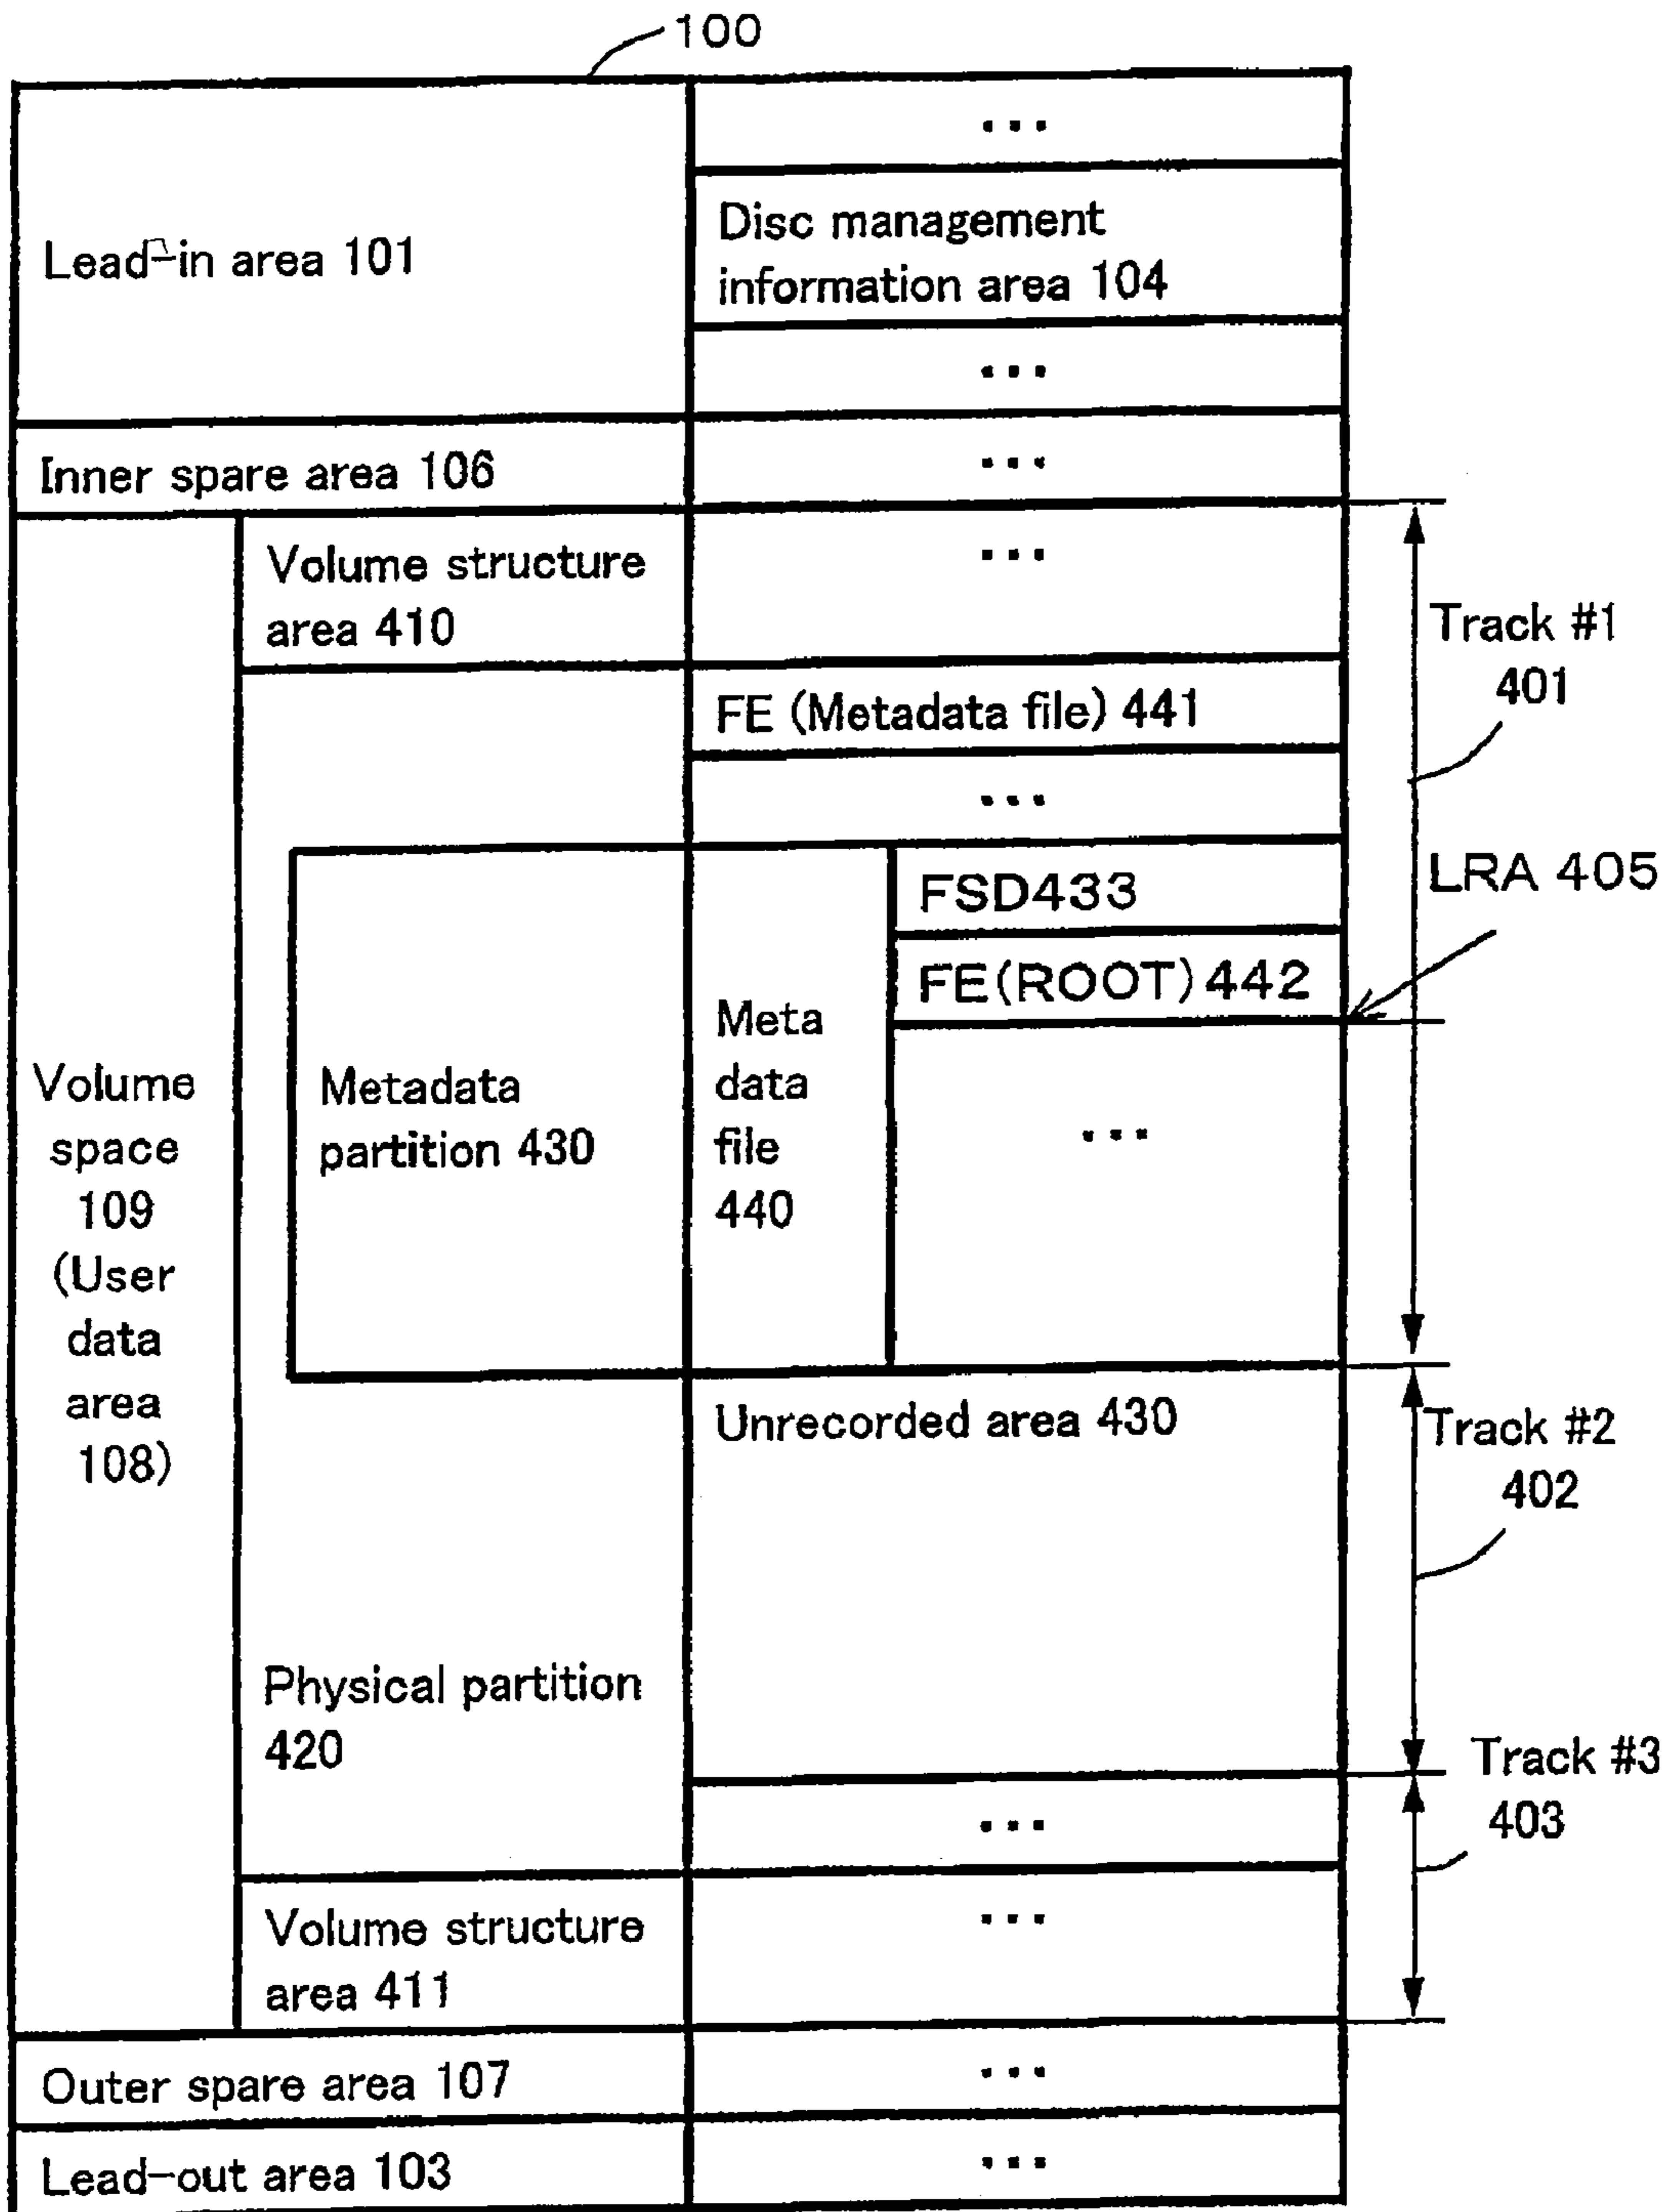 100
...
Lead-in area 101
Disc management
information area 104
...
Inner spare area 106
...
Volume structure
area 410
...
Track #1
401
FE (Metadata file) 441
...
LRA 405
FSD433
FE(ROOT)442
Volume
space
109
(User
data
area
108)
Metadata
partition 430
Meta
data
file
440
...
Unrecorded area 430
Track #2
402
Physical partition
420
Track #3
403
...
Volume structure
area 411
...
Outer spare area 107
...
Lead-out area 103
...